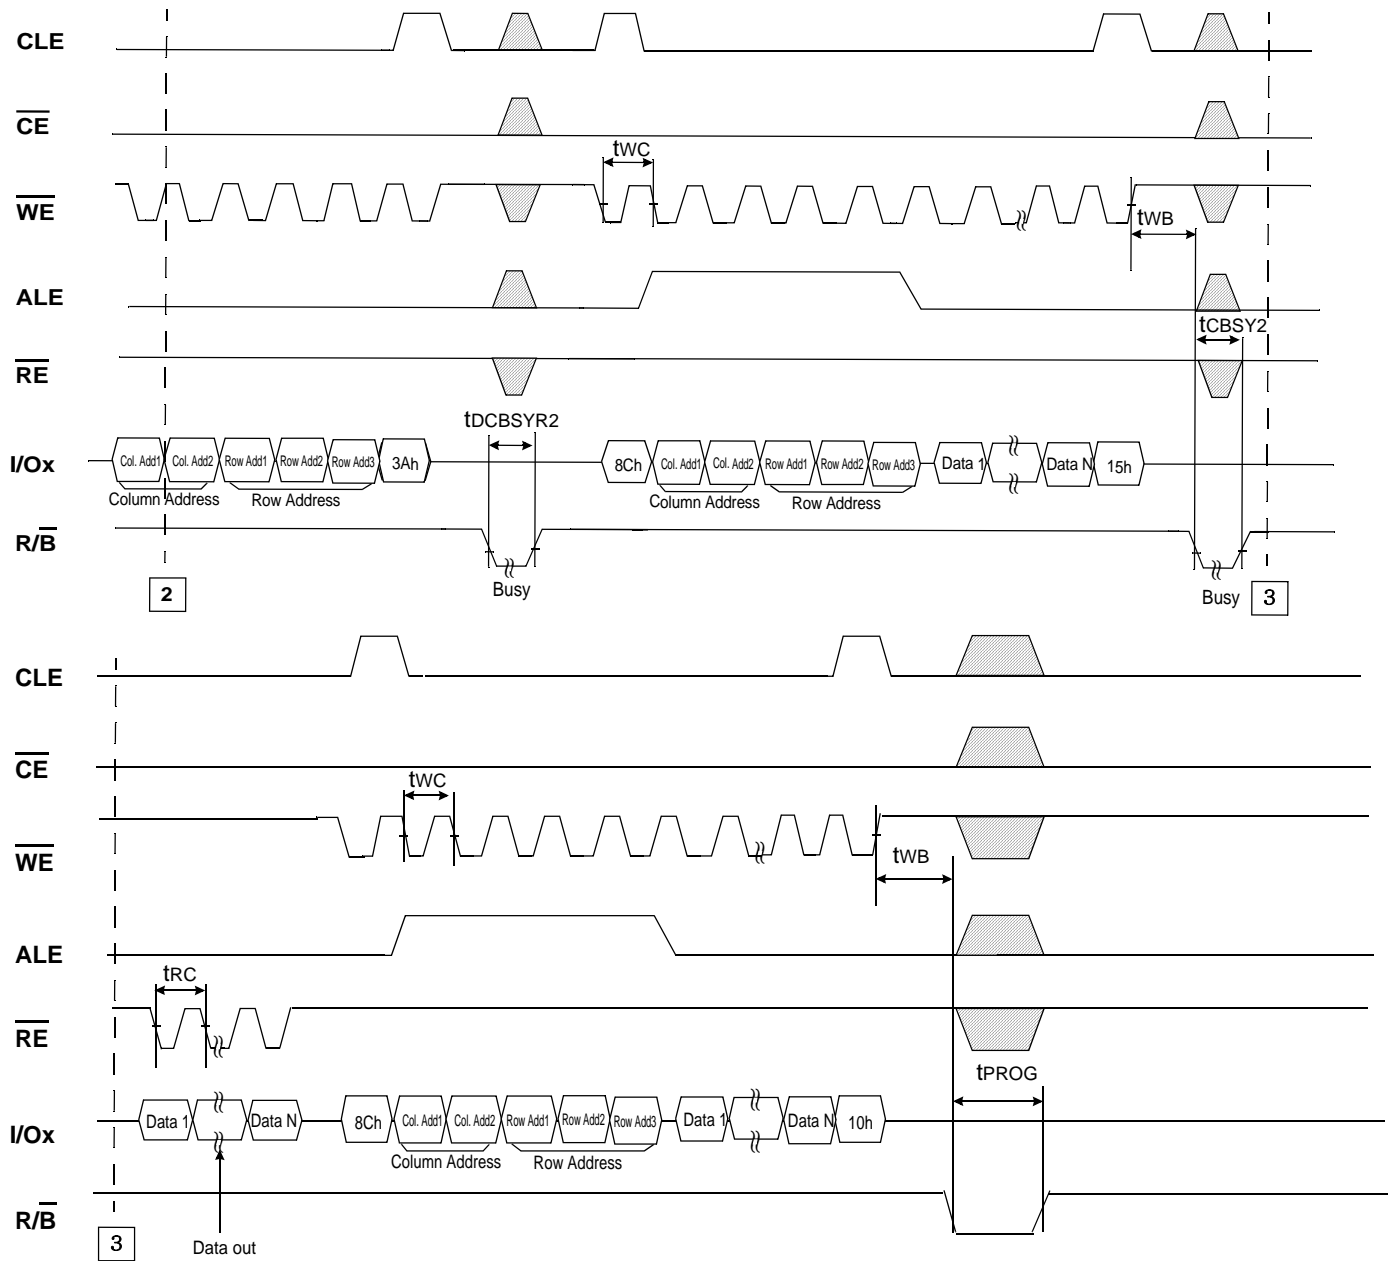 CLE
CE
tWC
WE
tWB
ALE
tCBSY2
RE
tDCBSYR2
I/Ox
Col. Add1 Col. Add2 Row Add1 Row Add2 Row Add3 3Ah 8Ch Col. Add1 Col. Add2 Row Add1 Row Add2 Row Add3 Data 1 Data N 15h
Column Address Row Address Column Address Row Address
R/B
2 Busy Busy 3
CLE
CE
tWC
WE
tWB
ALE
tRC
RE
tPROG
I/Ox
Data 1 Data N 8Ch Col. Add1 Col. Add2 Row Add1 Row Add2 Row Add3 Data 1 Data N 10h
Column Address Row Address
R/B
3 Data out